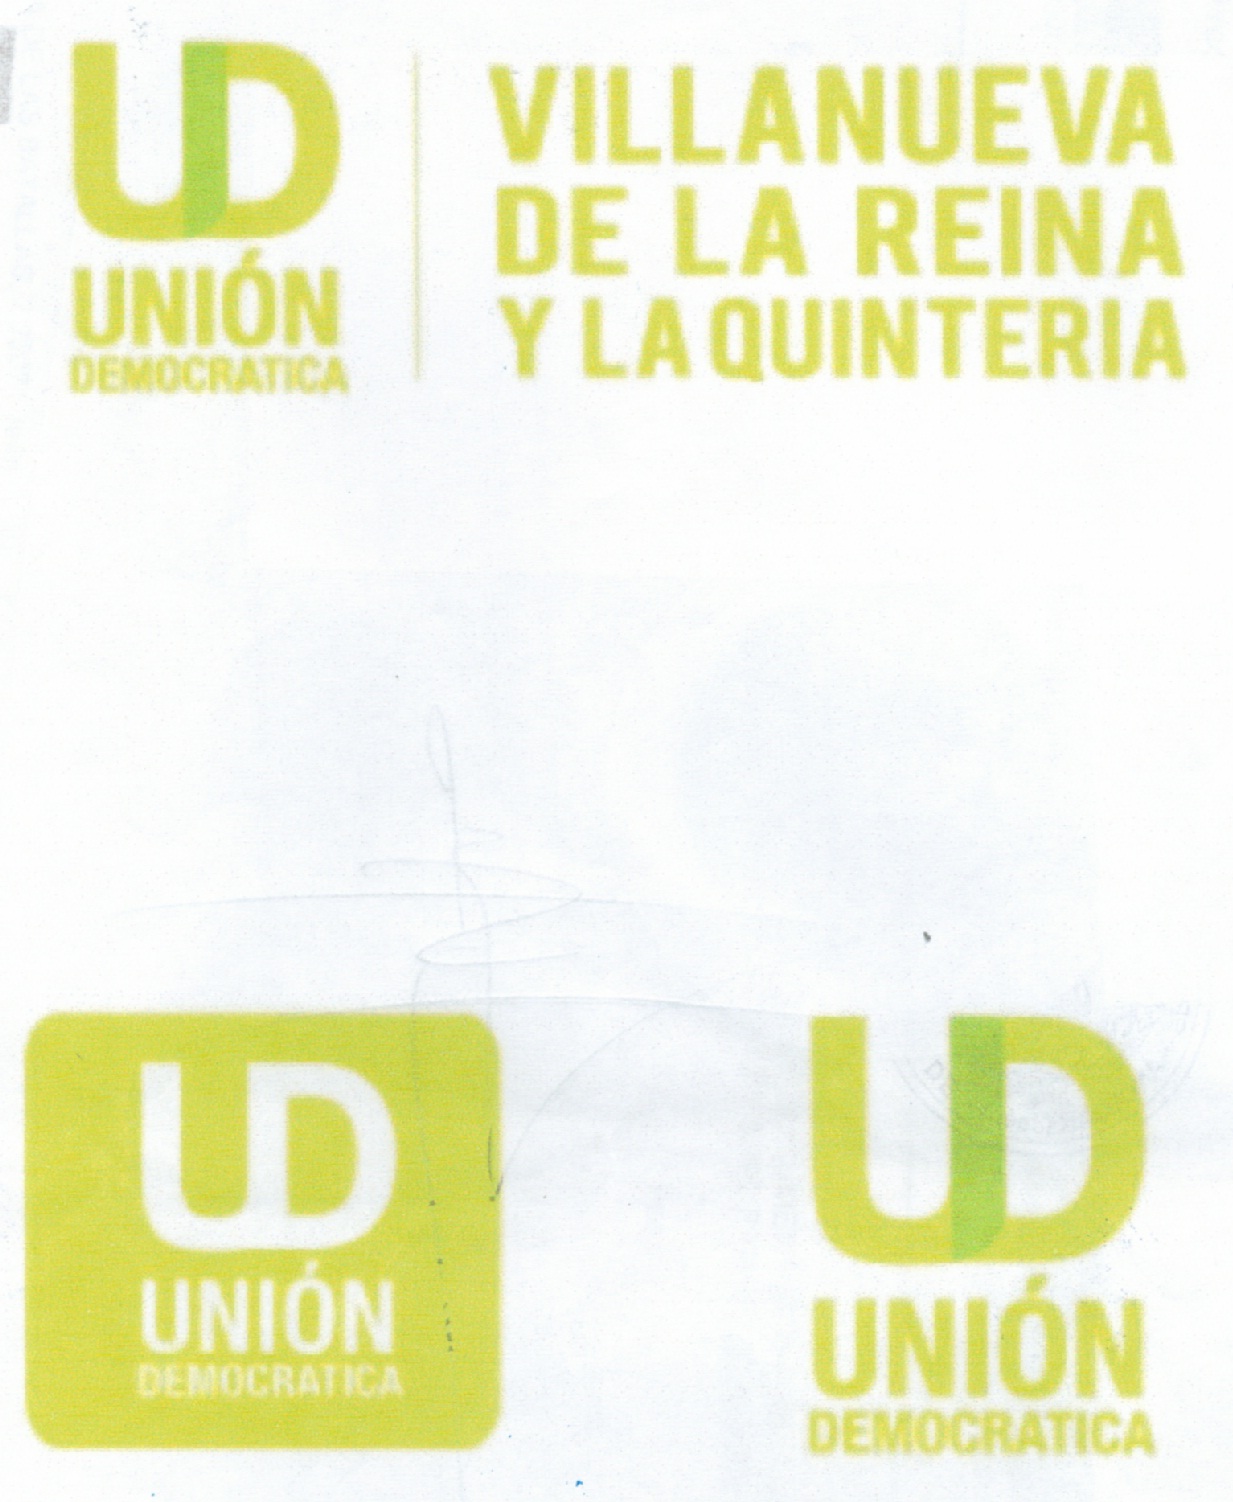 UD
UNIÓN
DEMOCRATICA
VILLANUEVA
DE LA REINA
Y LA QUINTERIA
UD
UNIÓN
DEMOCRATICA
UD
UNIÓN
DEMOCRATICA